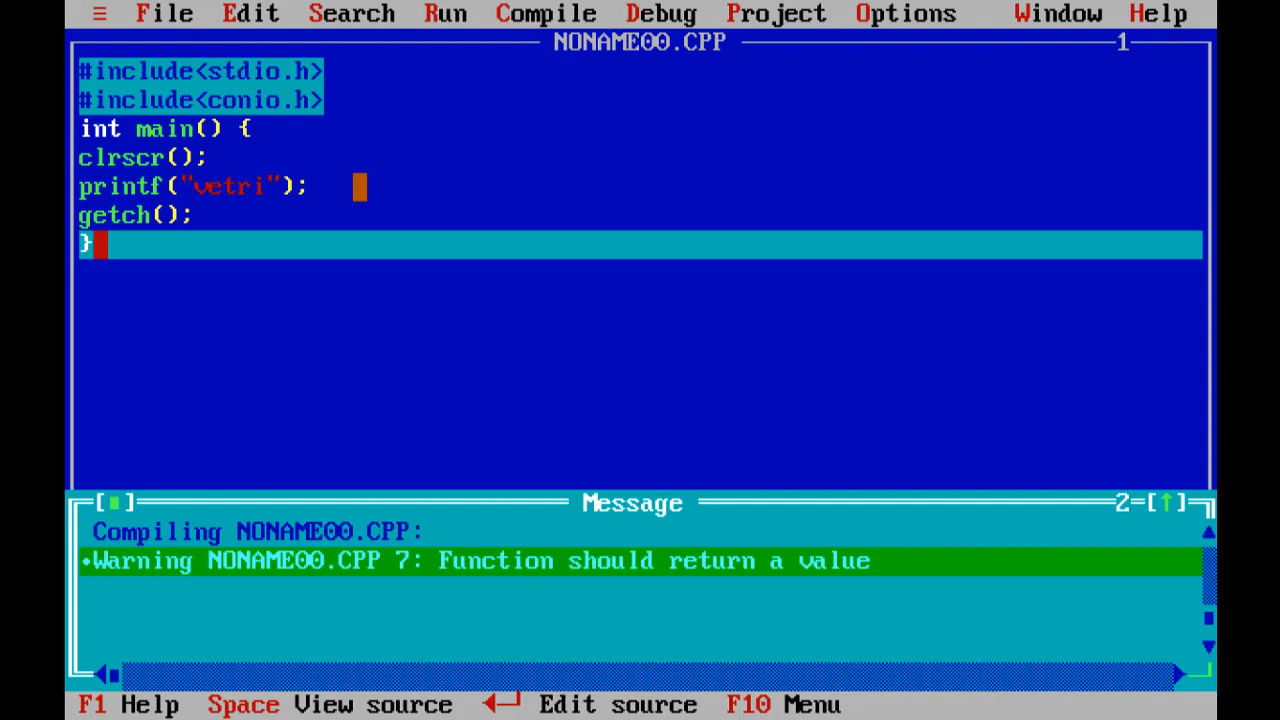 ≡ File Edit Search Run Compile Debug Project Options Window Help
NONAME00.CPP 1
#include<stdio.h>
#include<conio.h>
int main() {
clrscr();
printf("vetri");
getch();
}
[■] Message 2=[↑]
Compiling NONAME00.CPP:
•Warning NONAME00.CPP 7: Function should return a value
F1 Help Space View source ◄┘ Edit source F10 Menu